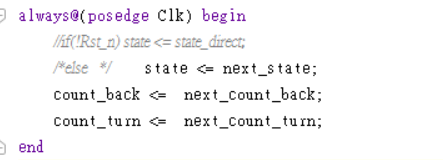 always@(posedge Clk) begin
//if(!Rst_n) state <= state_direct;
/*else */ state <= next_state;
count_back <= next_count_back;
count_turn <= next_count_turn;
end